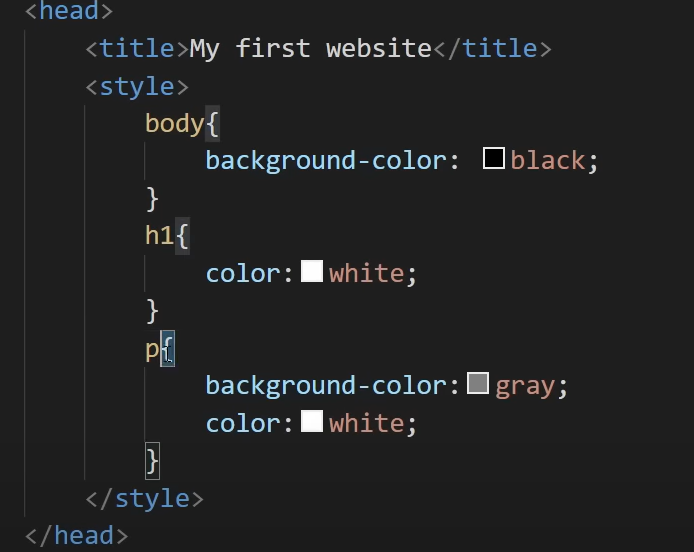 <head>
<title>My first website</title>
<style>
body{
background-color: black;
}
h1{
color:white;
}
p{
background-color:gray;
color:white;
}
</style>
</head>